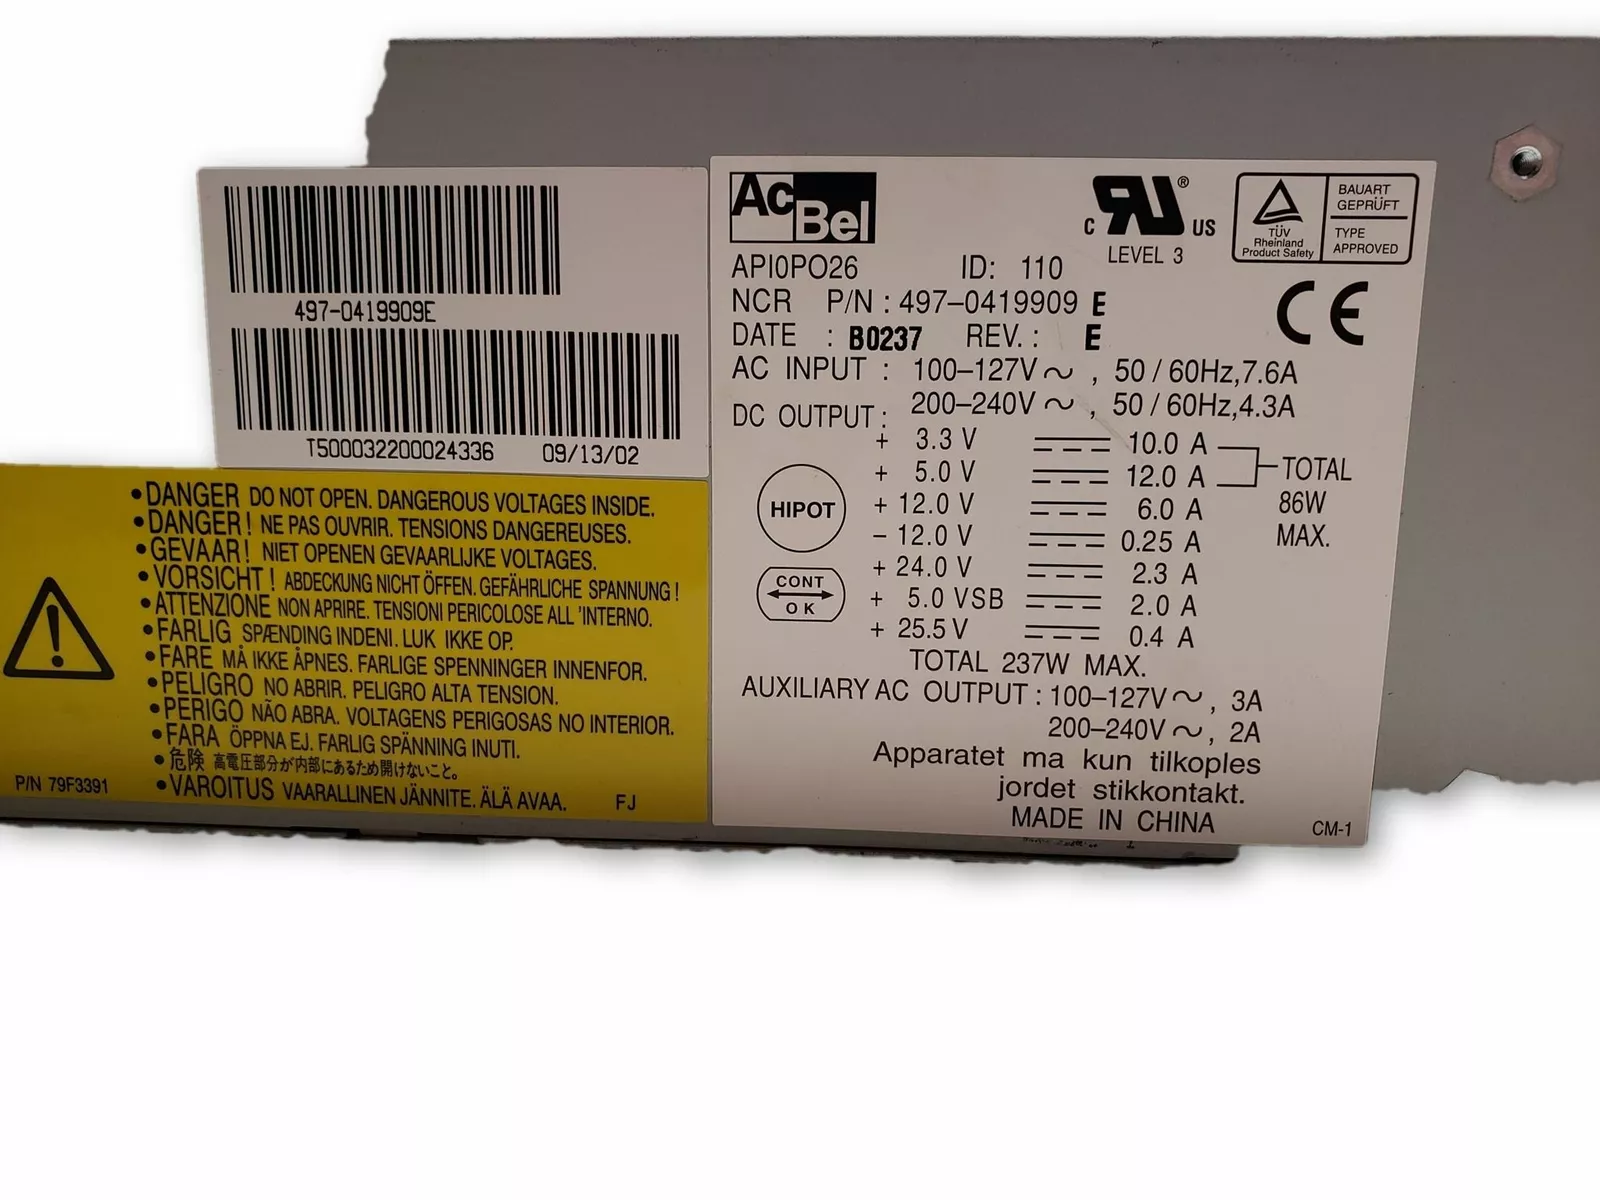 497-0419909E
T500032200024336 09/13/02
• DANGER DO NOT OPEN. DANGEROUS VOLTAGES INSIDE.
• DANGER! NE PAS OUVRIR. TENSIONS DANGEREUSES.
• GEVAAR! NIET OPENEN GEVAARLIJKE VOLTAGES.
• VORSICHT! ABDECKUNG NICHT ÖFFEN. GEFÄHRLICHE SPANNUNG!
• ATTENZIONE NON APRIRE. TENSIONI PERICOLOSE ALL 'INTERNO.
• FARLIG SPÆNDING INDENI. LUK IKKE OP.
• FARE MÅ IKKE ÅPNES. FARLIGE SPENNINGER INNENFOR.
• PELIGRO NO ABRIR. PELIGRO ALTA TENSION.
• PERIGO NÃO ABRA. VOLTAGENS PERIGOSAS NO INTERIOR.
• FARA ÖPPNA EJ. FARLIG SPÄNNING INUTI.
• 危険 高電圧部分が内部にあるため開けないこと。
• VAROITUS VAARALLINEN JÄNNITE. ÄLÄ AVAA. FJ
P/N 79F3391
AcBel
c RU ® US
LEVEL 3
TÜV
Rheinland
Product Safety
BAUART
GEPRÜFT
TYPE
APPROVED
API0PO26 ID: 110
NCR P/N : 497-0419909 E
DATE : B0237 REV. : E
CE
AC INPUT : 100–127V ~ , 50 / 60Hz,7.6A
200–240V ~ , 50 / 60Hz,4.3A
DC OUTPUT :
+ 3.3 V 10.0 A
+ 5.0 V 12.0 A
TOTAL
86W
MAX.
+ 12.0 V 6.0 A
− 12.0 V 0.25 A
+ 24.0 V 2.3 A
+ 5.0 VSB 2.0 A
+ 25.5 V 0.4 A
HIPOT
CONT
OK
TOTAL 237W MAX.
AUXILIARY AC OUTPUT : 100–127V ~ , 3A
200–240V ~ , 2A
Apparatet ma kun tilkoples
jordet stikkontakt.
MADE IN CHINA
CM-1